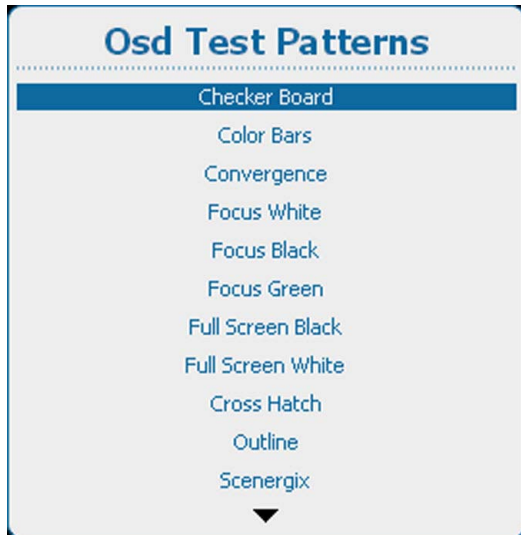 Osd Test Patterns
Checker Board
Color Bars
Convergence
Focus White
Focus Black
Focus Green
Full Screen Black
Full Screen White
Cross Hatch
Outline
Scenergix